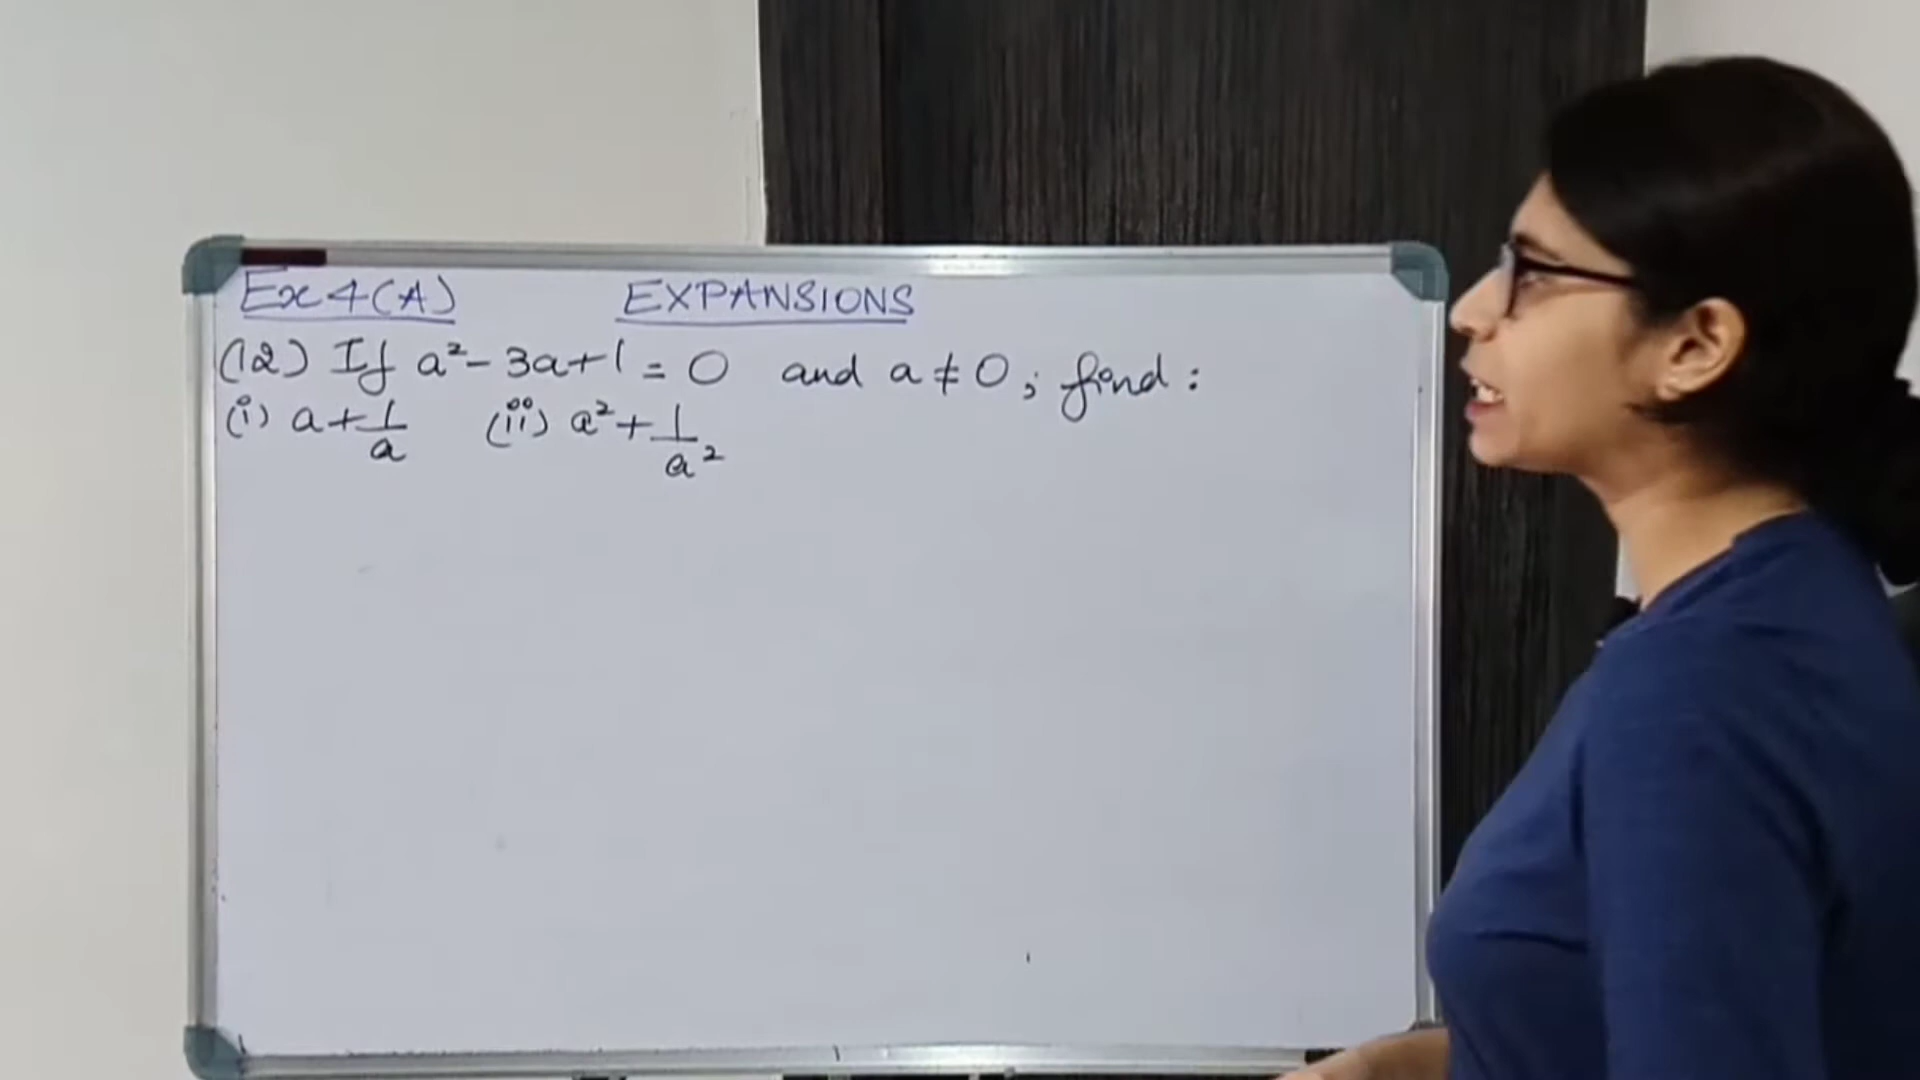 Ex 4(A) EXPANSIONS
(12) If a² - 3a + 1 = 0 and a ≠ 0; find:
(i) a + 1/a (ii) a² + 1/a²